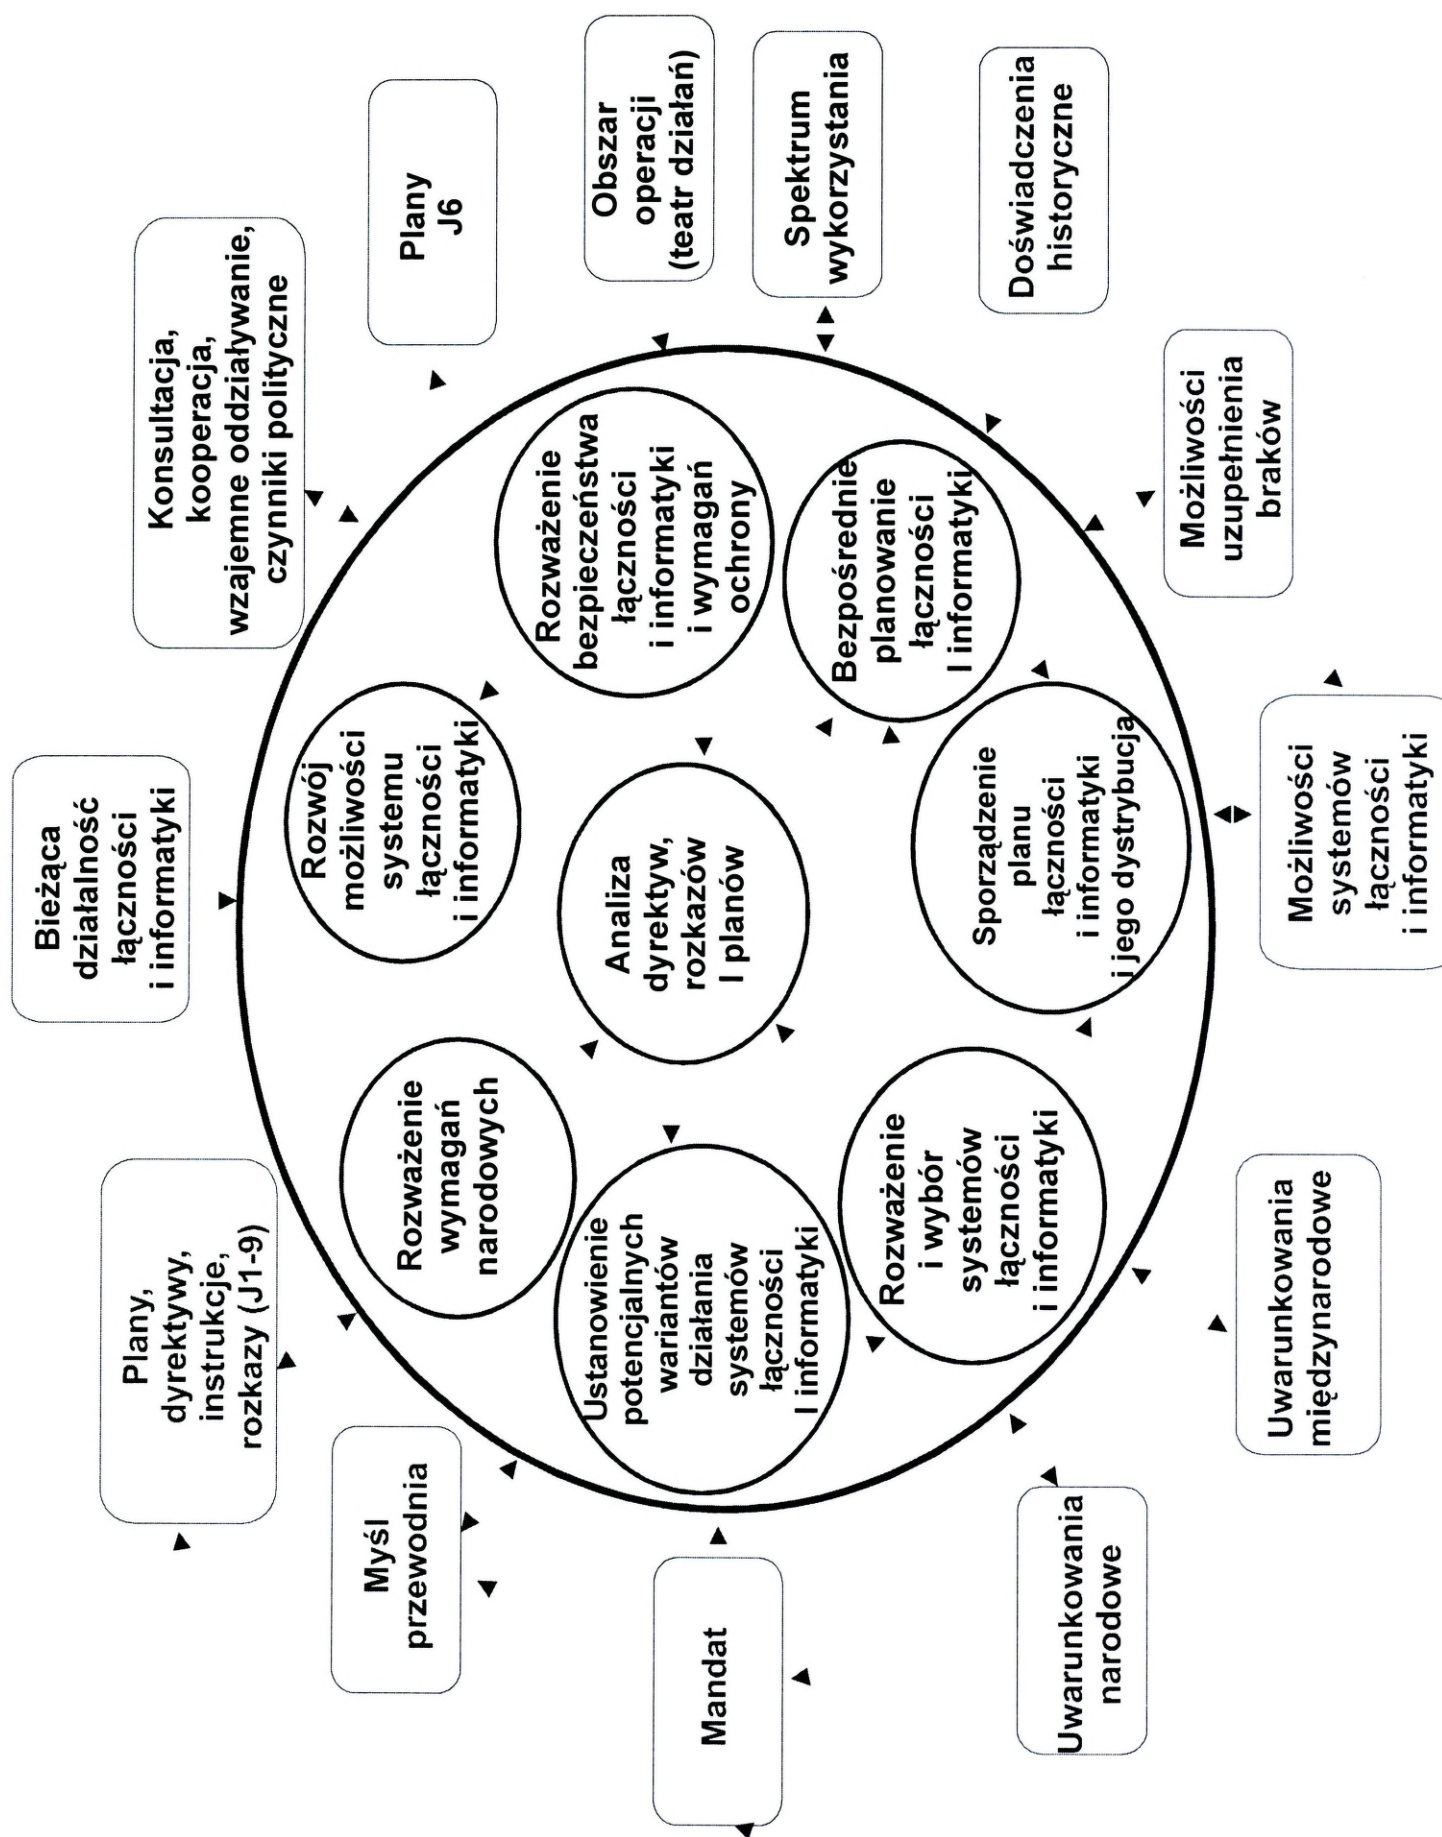 Bieżąca
działalność
łączności
i informatyki
Plany,
dyrektywy,
instrukcje,
rozkazy (J1-9)
Konsultacja,
kooperacja,
wzajemne oddziaływanie,
czynniki polityczne
Myśl
przewodnia
Plany
J6
Mandat
Obszar
operacji
(teatr działań)
Spektrum
wykorzystania
Uwarunkowania
narodowe
Doświadczenia
historyczne
Uwarunkowania
międzynarodowe
Możliwości
systemów
łączności
i informatyki
Możliwości
uzupełnienia
braków
Rozważenie
wymagań
narodowych
Rozwój
możliwości
systemu
łączności
i informatyki
Rozważenie
bezpieczeństwa
łączności
i informatyki
i wymagań
ochrony
Ustanowienie
potencjalnych
wariantów
działania
systemów
łączności
I informatyki
Analiza
dyrektyw,
rozkazów
I planów
Bezpośrednie
planowanie
łączności
I informatyki
Rozważenie
i wybór
systemów
łączności
i informatyki
Sporządzenie
planu
łączności
i informatyki
i jego dystrybucja